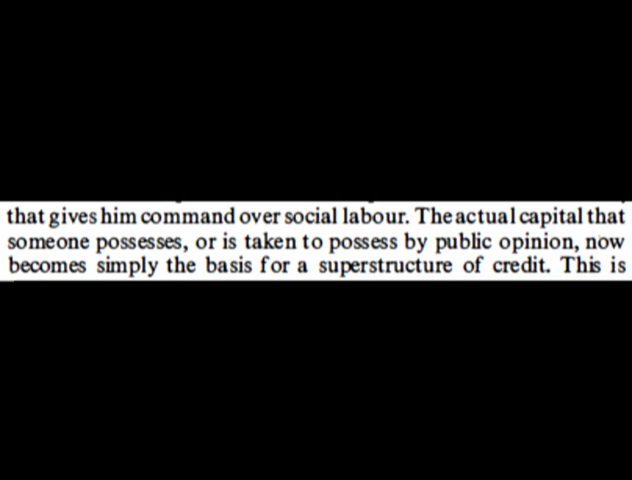 that gives him command over social labour. The actual capital that
someone possesses, or is taken to possess by public opinion, now
becomes simply the basis for a superstructure of credit. This is